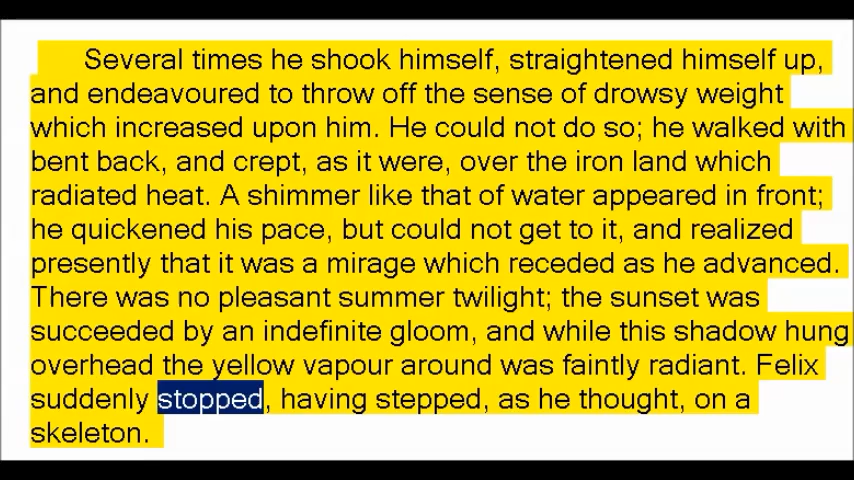 Several times he shook himself, straightened himself up,
and endeavoured to throw off the sense of drowsy weight
which increased upon him. He could not do so; he walked with
bent back, and crept, as it were, over the iron land which
radiated heat. A shimmer like that of water appeared in front;
he quickened his pace, but could not get to it, and realized
presently that it was a mirage which receded as he advanced.
There was no pleasant summer twilight; the sunset was
succeeded by an indefinite gloom, and while this shadow hung
overhead the yellow vapour around was faintly radiant. Felix
suddenly stopped, having stepped, as he thought, on a
skeleton.